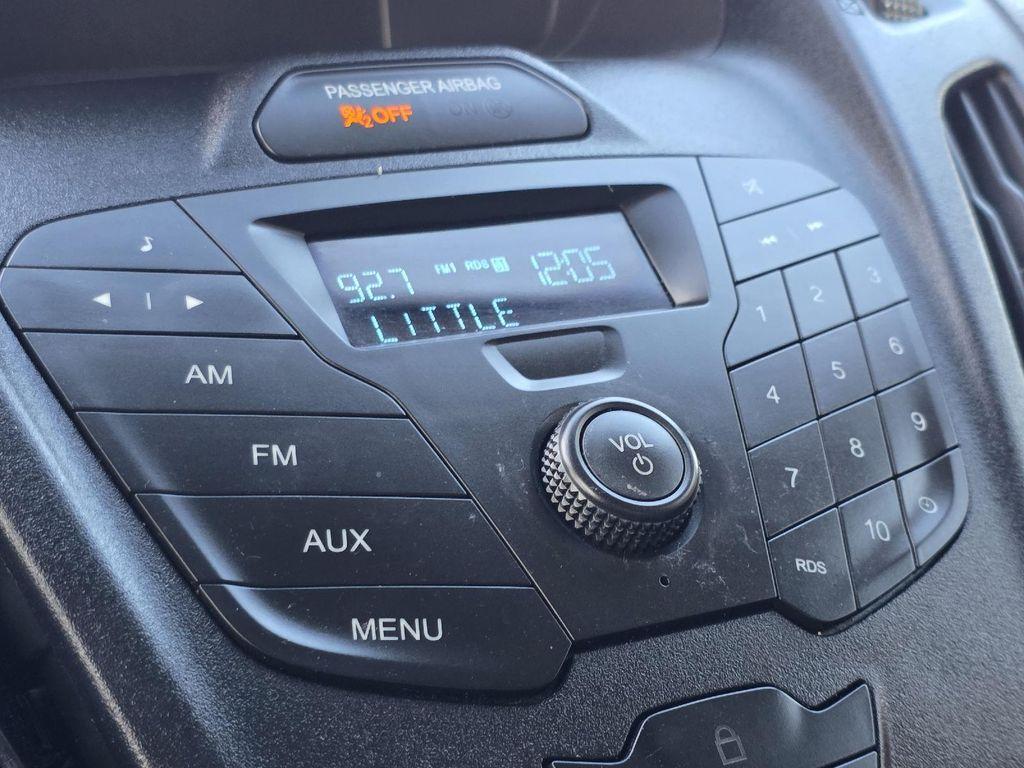 PASSENGER AIRBAG
2 OFF ON
92.7 FM1 RDS 12:05
LITTLE
AM
FM
AUX
MENU
VOL
1 2 3
4 5 6
7 8 9
RDS 10